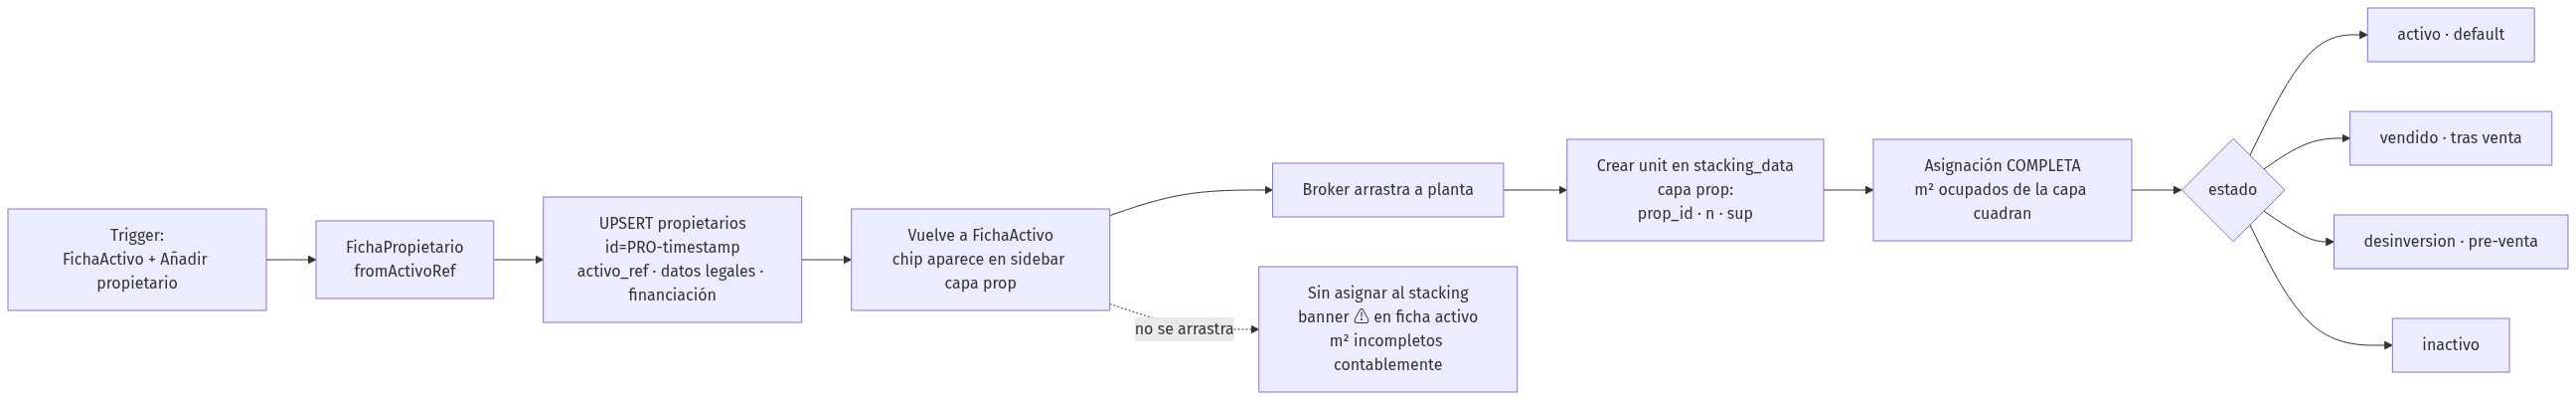 Trigger:
FichaActivo + Añadir
propietario
FichaPropietario
fromActivoRef
UPSERT propietarios
id=PRO-timestamp
activo_ref · datos legales ·
financiación
Vuelve a FichaActivo
chip aparece en sidebar
capa prop
no se arrastra
Broker arrastra a planta
Sin asignar al stacking
banner ⚠ en ficha activo
m² incompletos
contablemente
Crear unit en stacking_data
capa prop:
prop_id · n · sup
Asignación COMPLETA
m² ocupados de la capa
cuadran
estado
activo · default
vendido · tras venta
desinversion · pre-venta
inactivo